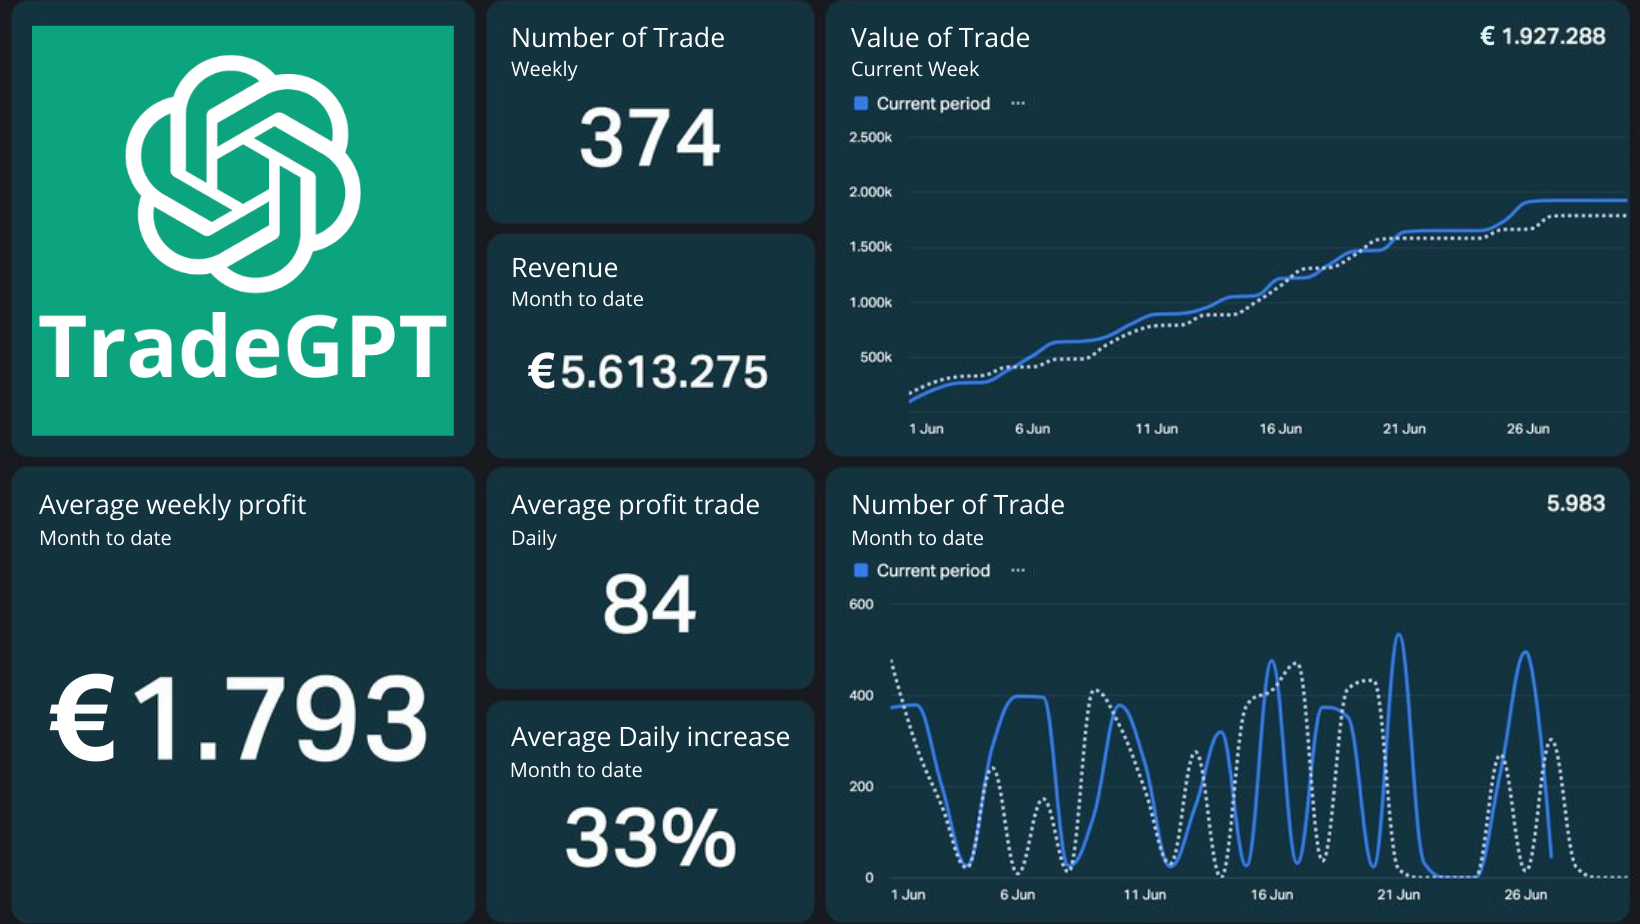 TradeGPT
Number of Trade
Weekly
374
Revenue
Month to date
€5.613.275
Value of Trade
€ 1.927.288
Current Week
Current period ···
2.500k
2.000k
1.500k
1.000k
500k
1 Jun 6 Jun 11 Jun 16 Jun 21 Jun 26 Jun
Average weekly profit
Month to date
€1.793
Average profit trade
Daily
84
Average Daily increase
Month to date
33%
Number of Trade
5.983
Month to date
Current period ···
600
400
200
0
1 Jun 6 Jun 11 Jun 16 Jun 21 Jun 26 Jun